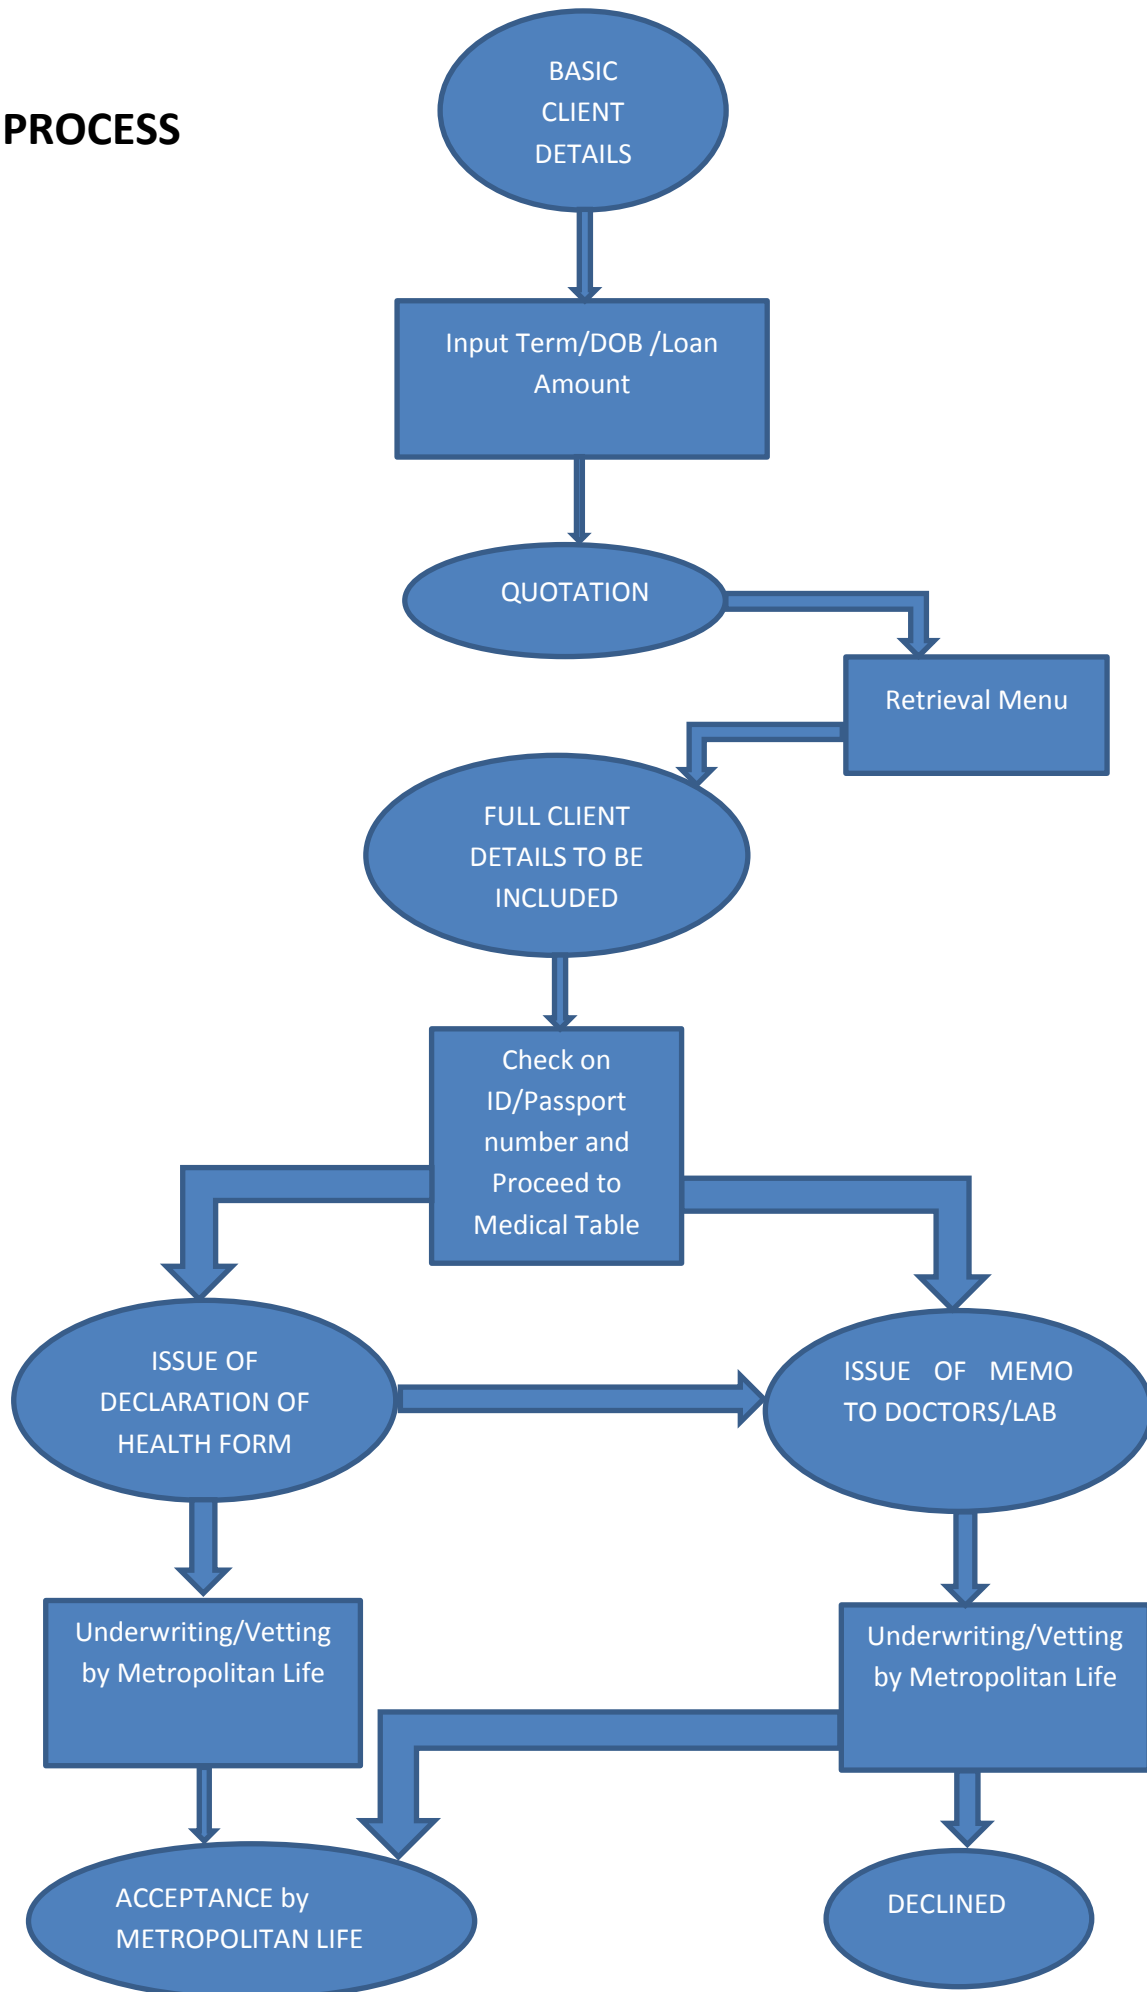 PROCESS
BASIC
CLIENT
DETAILS
Input Term/DOB /Loan
Amount
QUOTATION
Retrieval Menu
FULL CLIENT
DETAILS TO BE
INCLUDED
Check on
ID/Passport
number and
Proceed to
Medical Table
ISSUE OF
DECLARATION OF
HEALTH FORM
ISSUE OF MEMO
TO DOCTORS/LAB
Underwriting/Vetting
by Metropolitan Life
Underwriting/Vetting
by Metropolitan Life
ACCEPTANCE by
METROPOLITAN LIFE
DECLINED